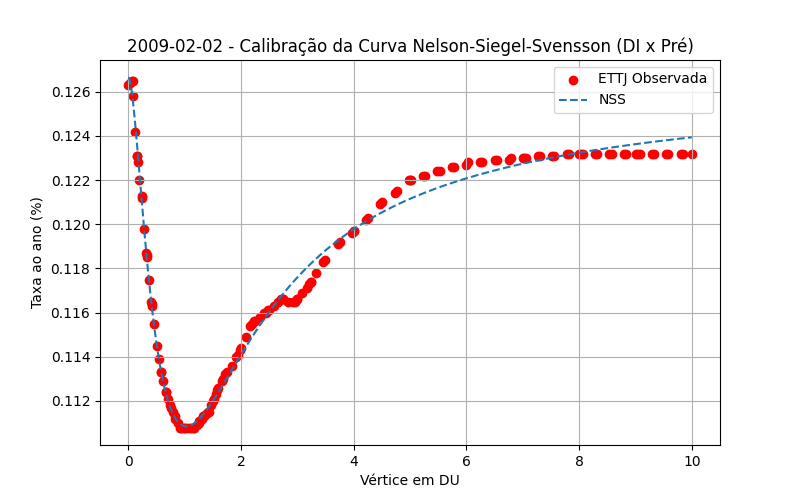 2009-02-02 - Calibração da Curva Nelson-Siegel-Svensson (DI x Pré)
ETTJ Observada
NSS
Taxa ao ano (%)
0.126
0.124
0.122
0.120
0.118
0.116
0.114
0.112
0 2 4 6 8 10
Vértice em DU